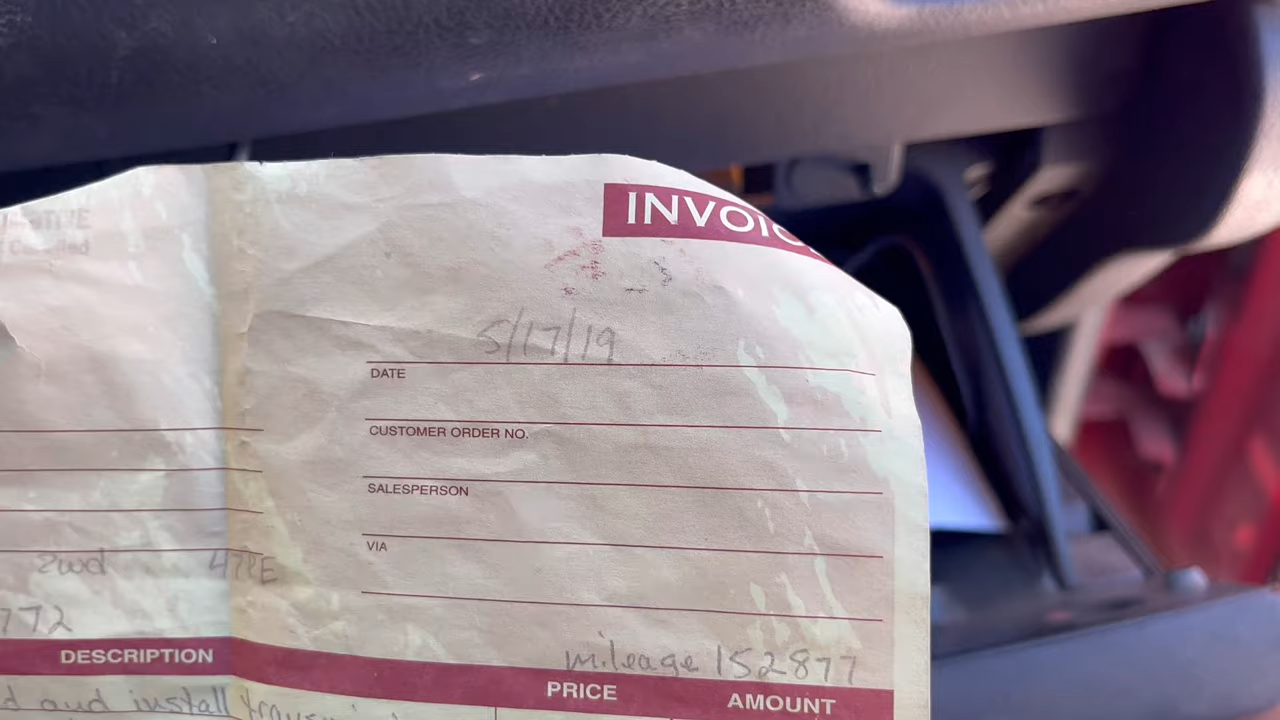 INVOIC
5/17/19
DATE
CUSTOMER ORDER NO.
SALESPERSON
VIA
2wd 47RE
772
mileage 152877
DESCRIPTION PRICE AMOUNT
d and install